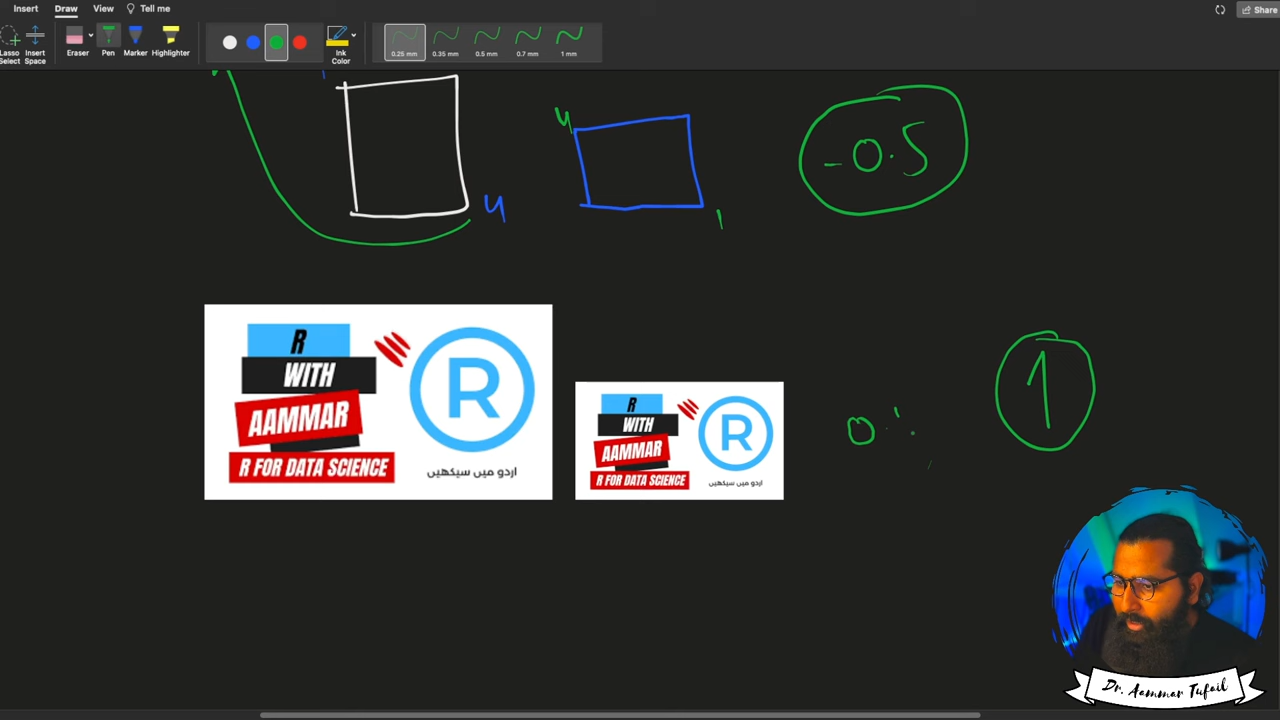 Insert Draw View Tell me Share
Lasso Select Insert Space Eraser Pen Marker Highlighter Ink Color 0.25 mm 0.35 mm 0.5 mm 0.7 mm 1 mm
4
-0.5
4
1
R
WITH
AAMMAR
R FOR DATA SCIENCE
R
اردو میں سیکھیں
R
WITH
AAMMAR
R FOR DATA SCIENCE
R
اردو میں سیکھیں
0.
1
Dr. Aammar Tufail